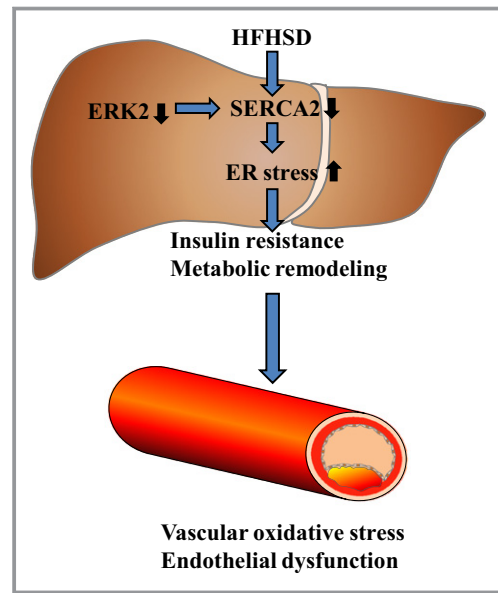 HFHSD
ERK2 SERCA2
ER stress
Insulin resistance
Metabolic remodeling
Vascular oxidative stress
Endothelial dysfunction